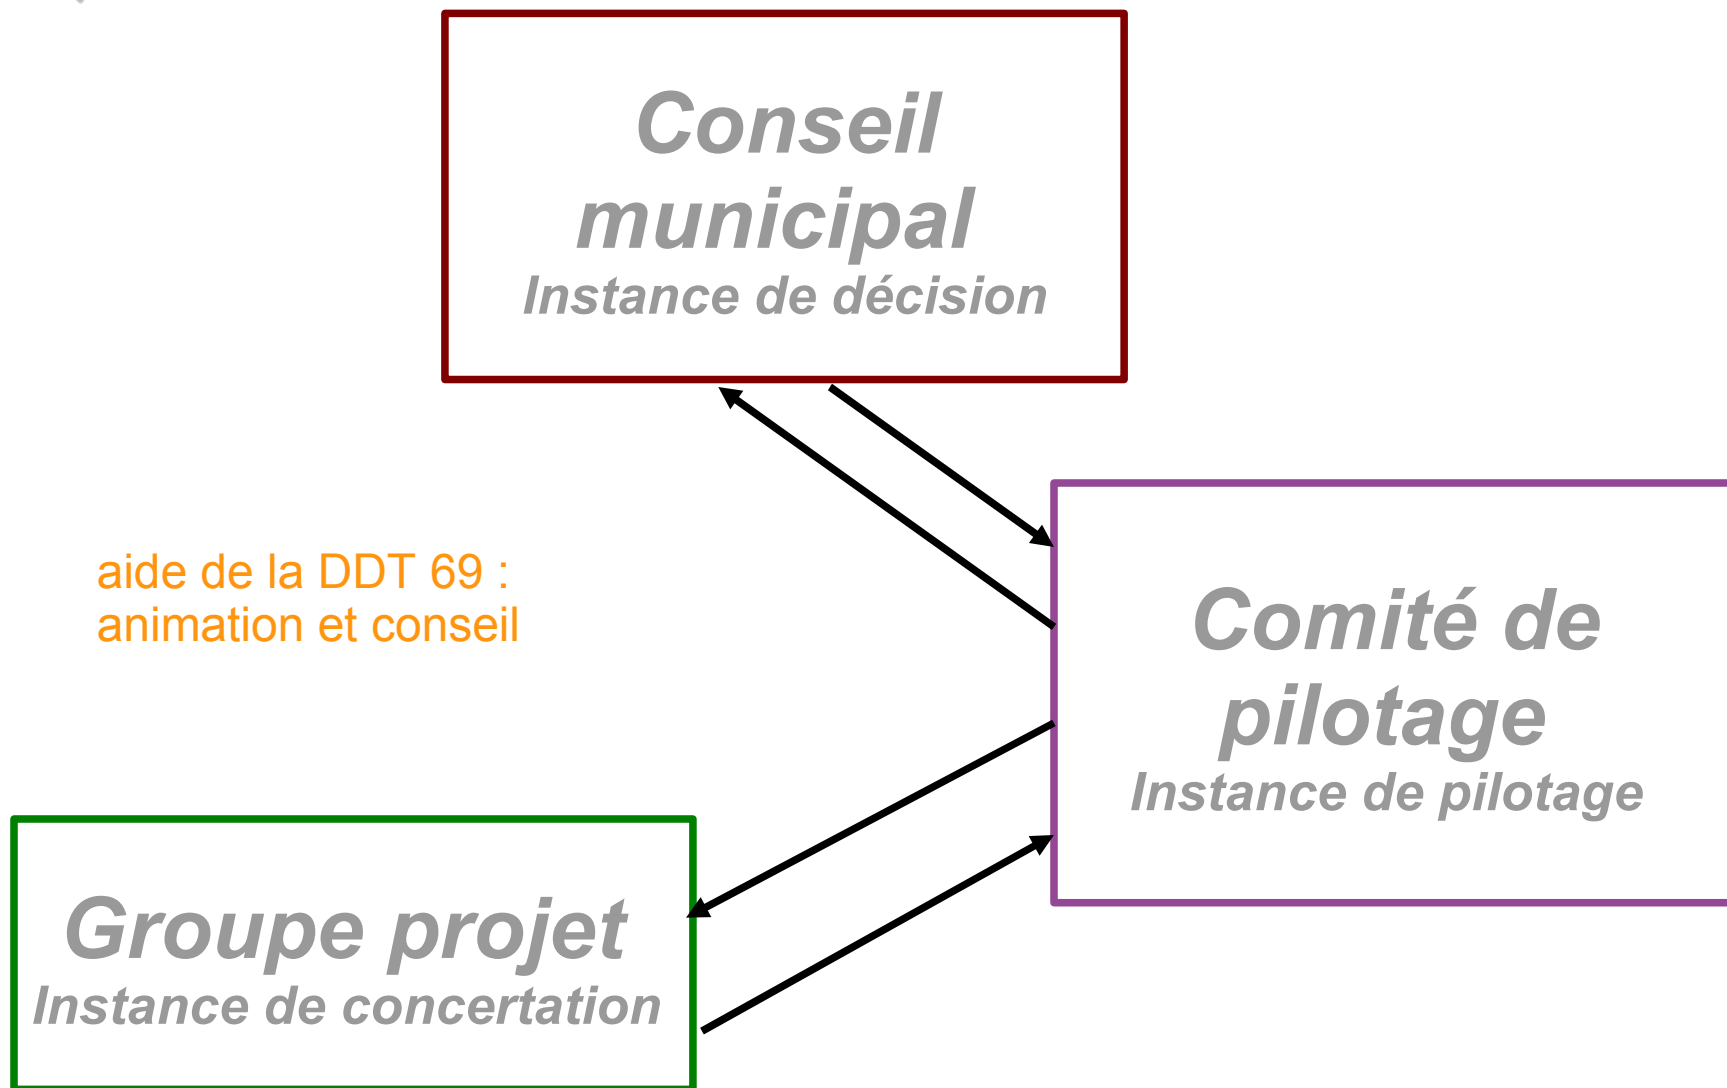 Conseil
municipal
Instance de décision
aide de la DDT 69 :
animation et conseil
Comité de
pilotage
Instance de pilotage
Groupe projet
Instance de concertation